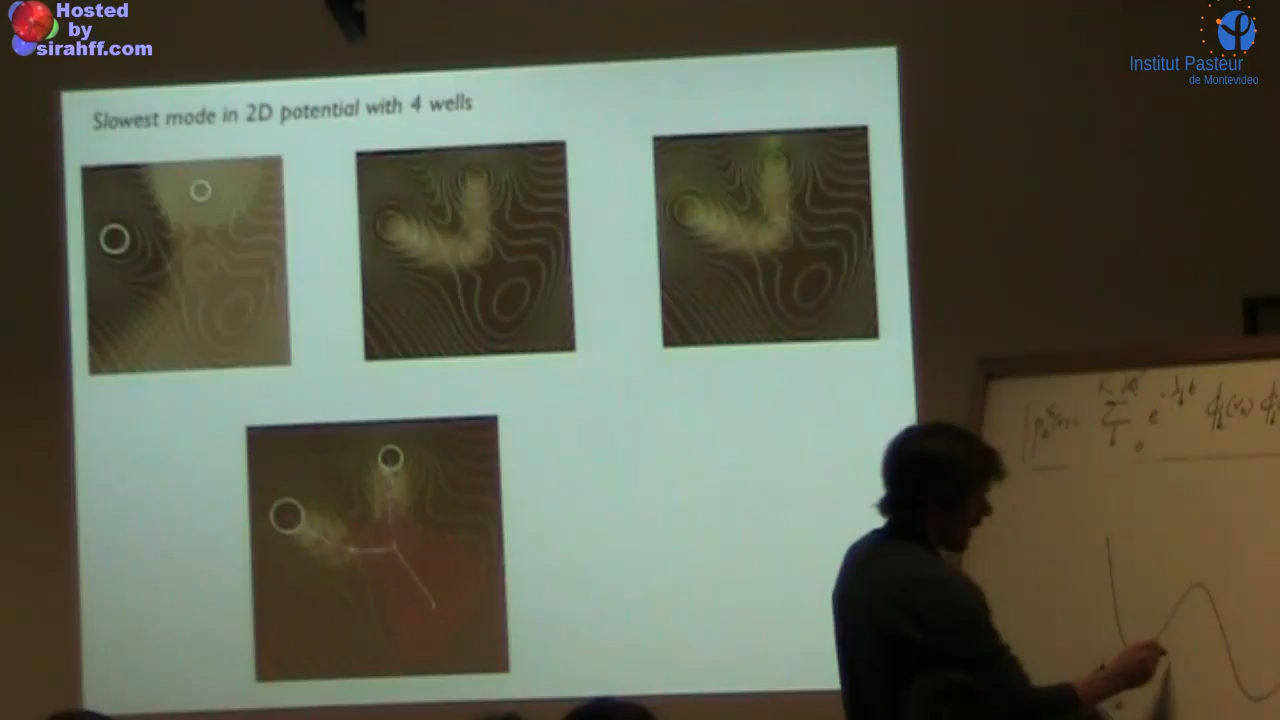 Hosted
by
sirahff.com
Institut Pasteur
de Montevideo
Slowest mode in 2D potential with 4 wells